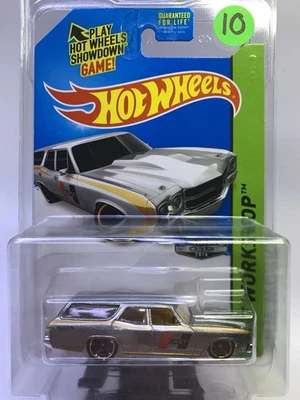 PLAY
HOT WHEELS
SHOWDOWN
GAME!
GUARANTEED
FOR LIFE
10
HOT WHEELS
WORKSHOP™